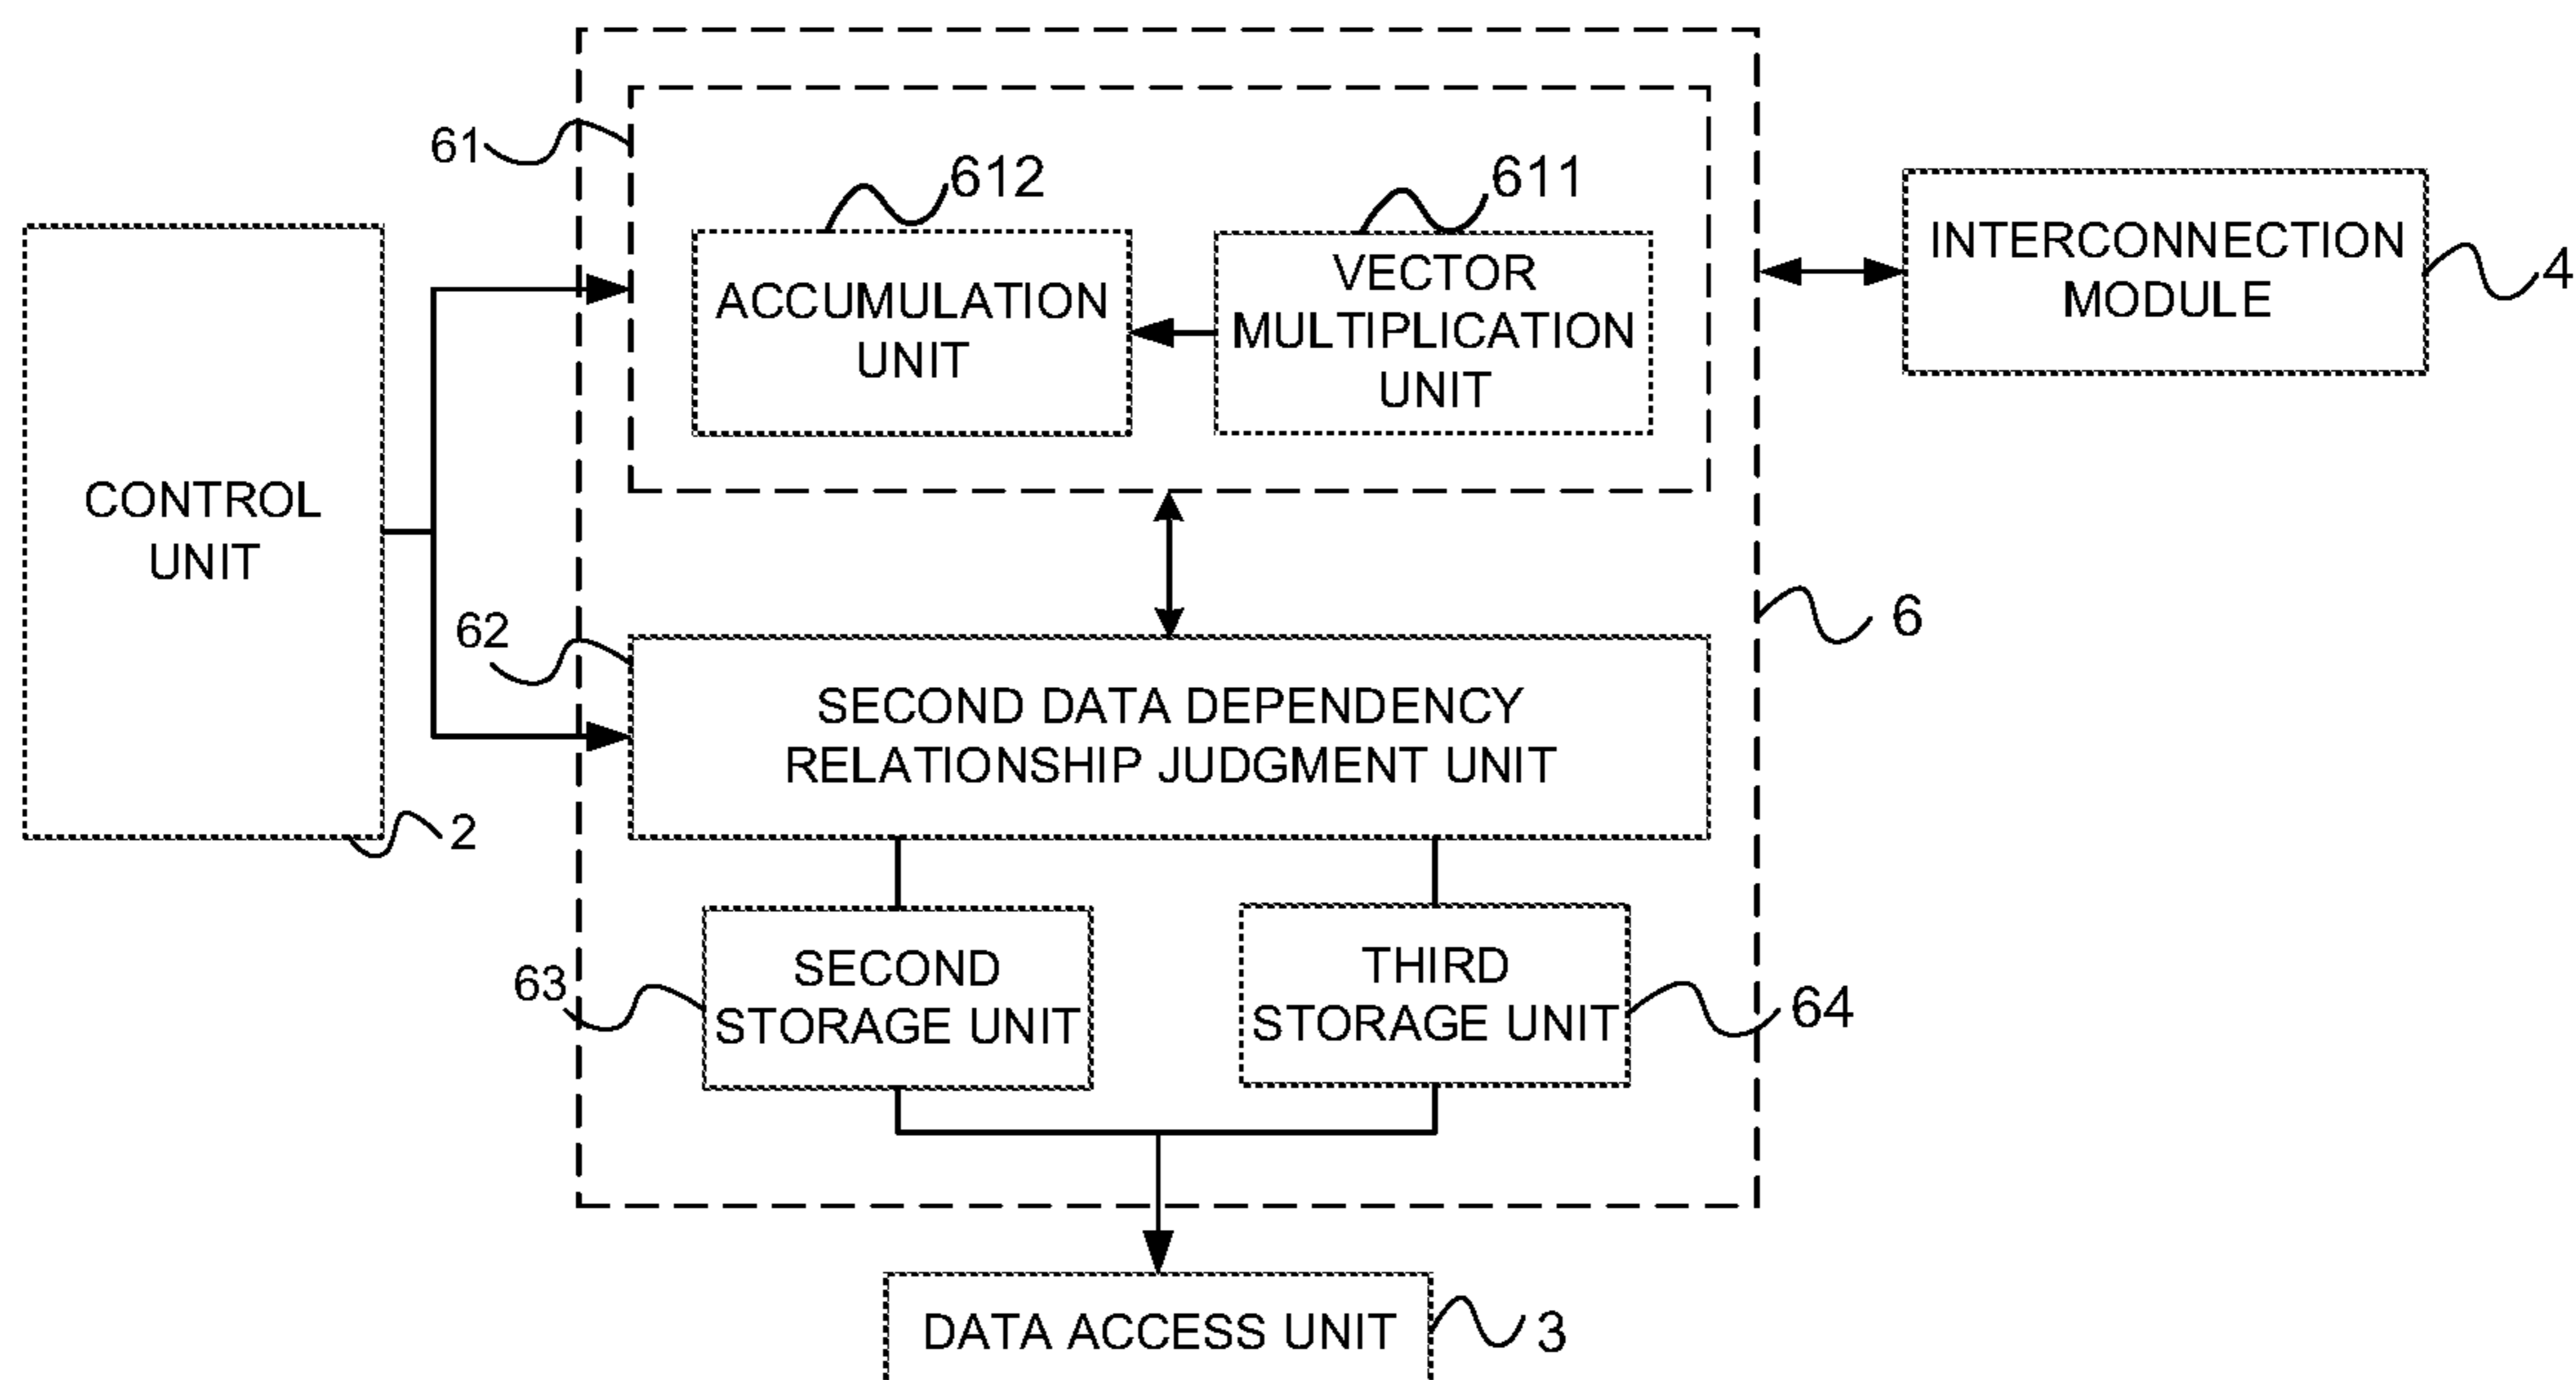 61
612
611
ACCUMULATION
UNIT
VECTOR
MULTIPLICATION
UNIT
INTERCONNECTION
MODULE
4
CONTROL
UNIT
2
62
6
SECOND DATA DEPENDENCY
RELATIONSHIP JUDGMENT UNIT
63
SECOND
STORAGE UNIT
THIRD
STORAGE UNIT
64
DATA ACCESS UNIT
3